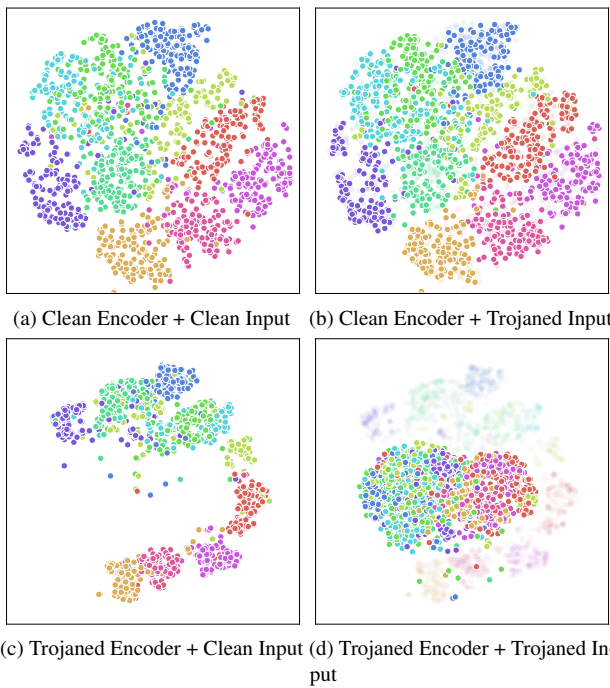 (a) Clean Encoder + Clean Input
(b) Clean Encoder + Trojaned Input
(c) Trojaned Encoder + Clean Input
(d) Trojaned Encoder + Trojaned In-
put